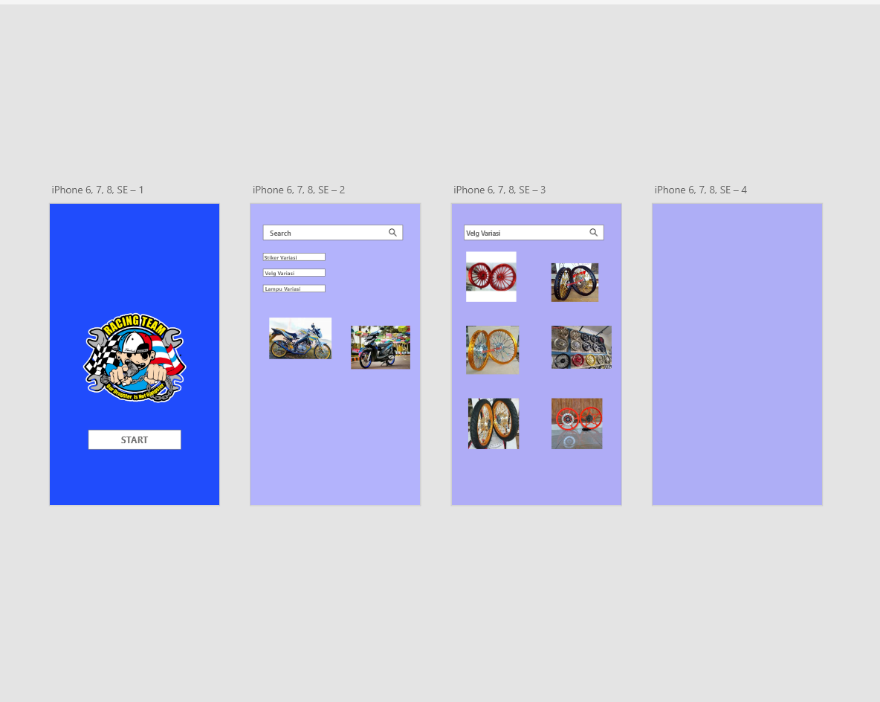 iPhone 6, 7, 8, SE – 1
iPhone 6, 7, 8, SE – 2
iPhone 6, 7, 8, SE – 3
iPhone 6, 7, 8, SE – 4
RACING TEAM
START
Search
Stiker Variasi
Velg Variasi
Lampu Variasi
Velg Variasi